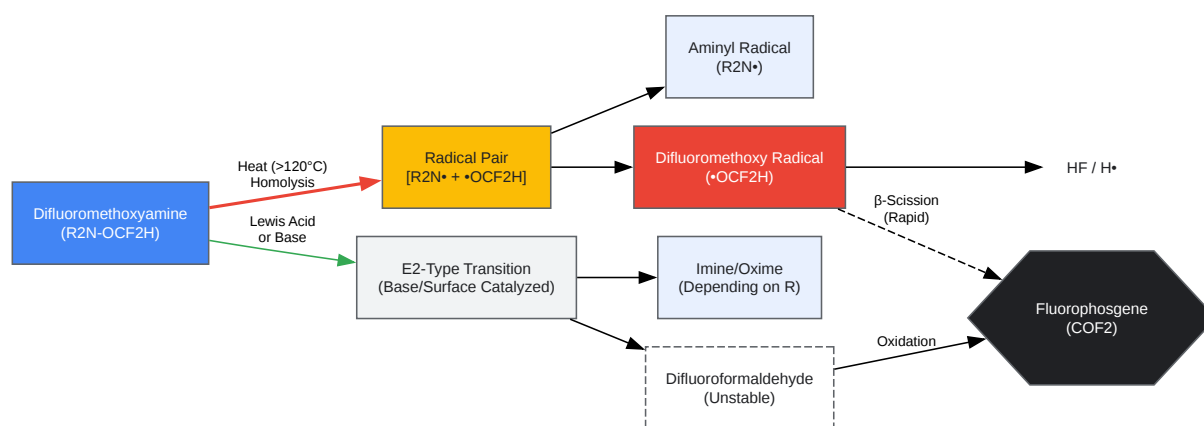 Aminyl Radical
(R2N•)
Heat (>120°C)
Homolysis
Radical Pair
[R2N• + •OCF2H]
Difluoromethoxy Radical
(•OCF2H)
HF / H•
Difluoromethoxyamine
(R2N-OCF2H)
β-Scission
(Rapid)
Lewis Acid
or Base
E2-Type Transition
(Base/Surface Catalyzed)
Imine/Oxime
(Depending on R)
Fluorophosgene
(COF2)
Oxidation
Difluoroformaldehyde
(Unstable)